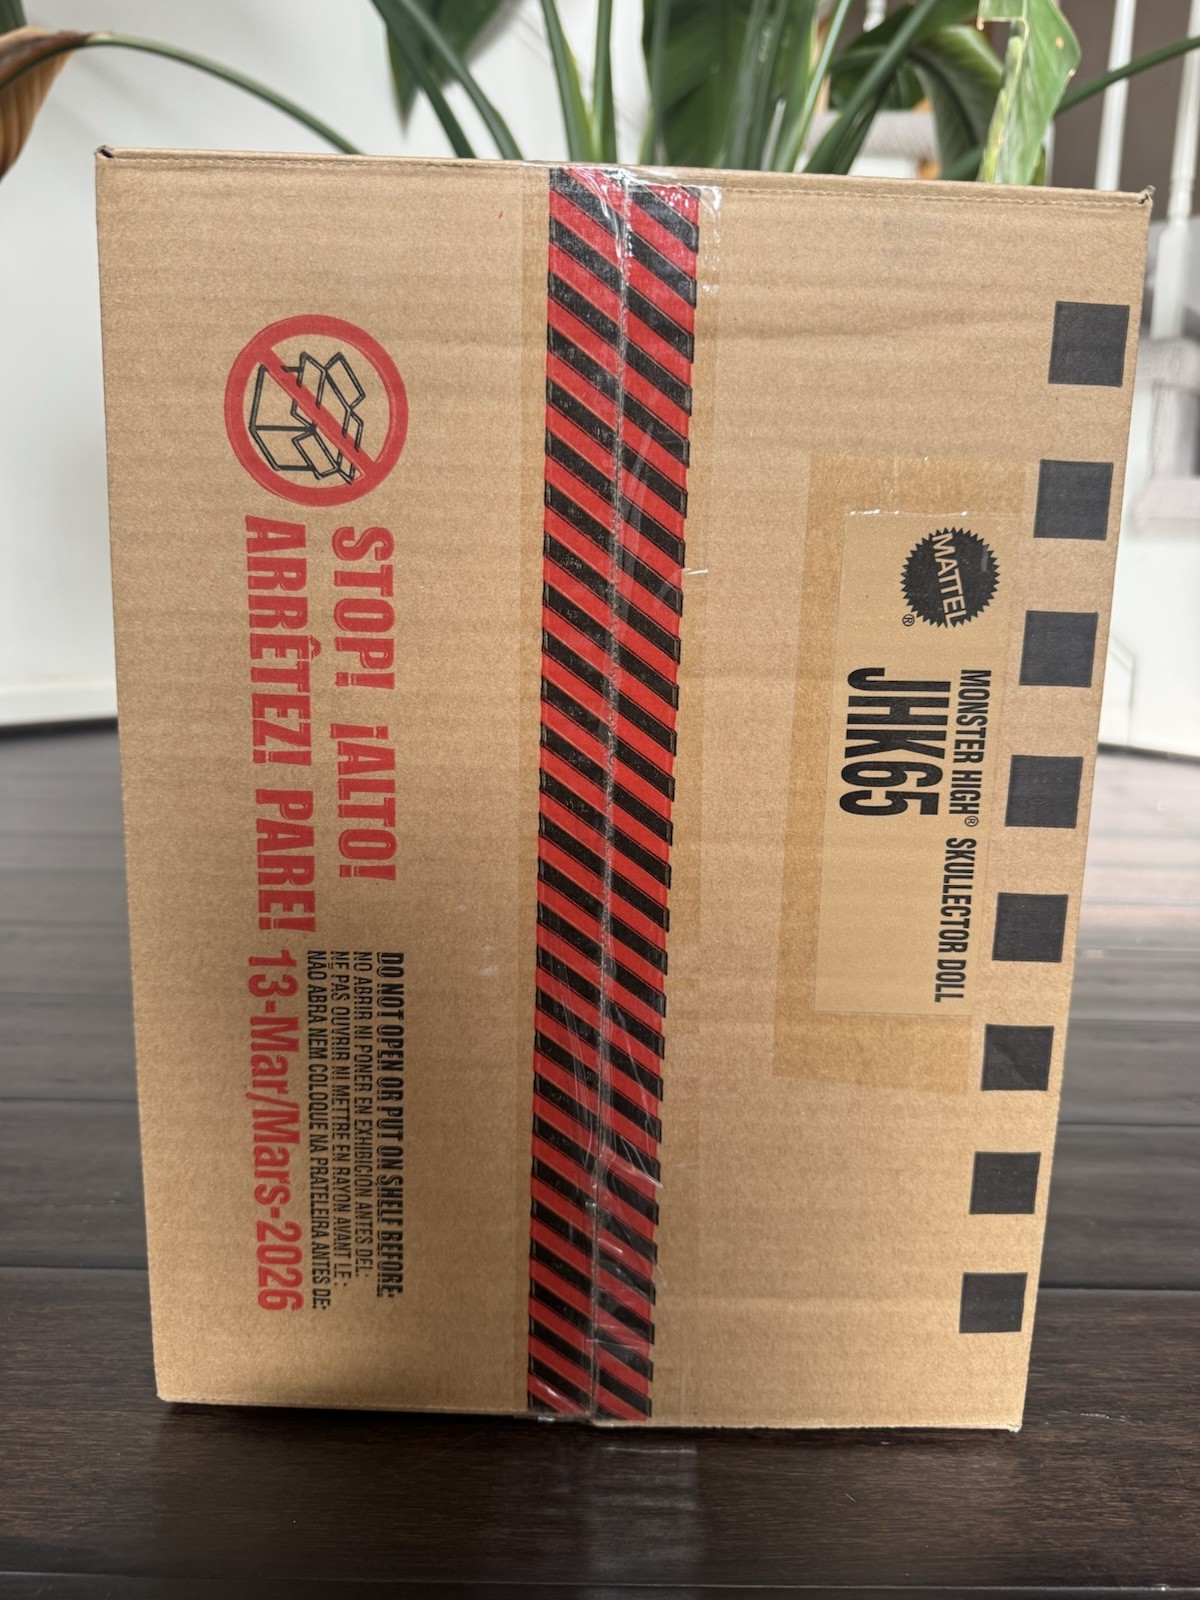 MATTEL®
MONSTER HIGH® SKULLECTOR DOLL
JHK65
STOP! ¡ALTO!
ARRÊTEZ! PARE!
DO NOT OPEN OR PUT ON SHELF BEFORE:
NO ABRIR NI PONER EN EXHIBICION ANTES DEL:
NE PAS OUVRIR NI METTRE EN RAYON AVANT LE :
NÃO ABRA NEM COLOQUE NA PRATELEIRA ANTES DE:
13-Mar/Mars-2026